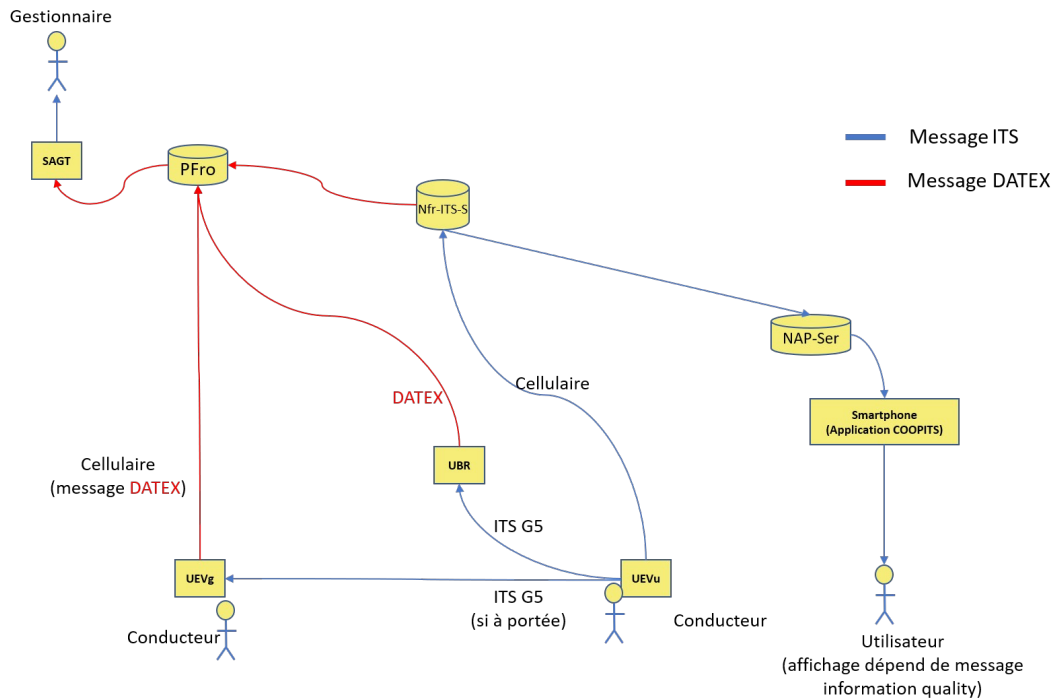 Gestionnaire
Message ITS
SAGT
PFro
Message DATEX
Nfr-ITS-S
NAP-Ser
Cellulaire
DATEX
Smartphone
(Application COOPITS)
UBR
Cellulaire
(message DATEX)
ITS G5
UEVg
UEVu
ITS G5
(si à portée)
Conducteur
Conducteur
Utilisateur
(affichage dépend de message
information quality)